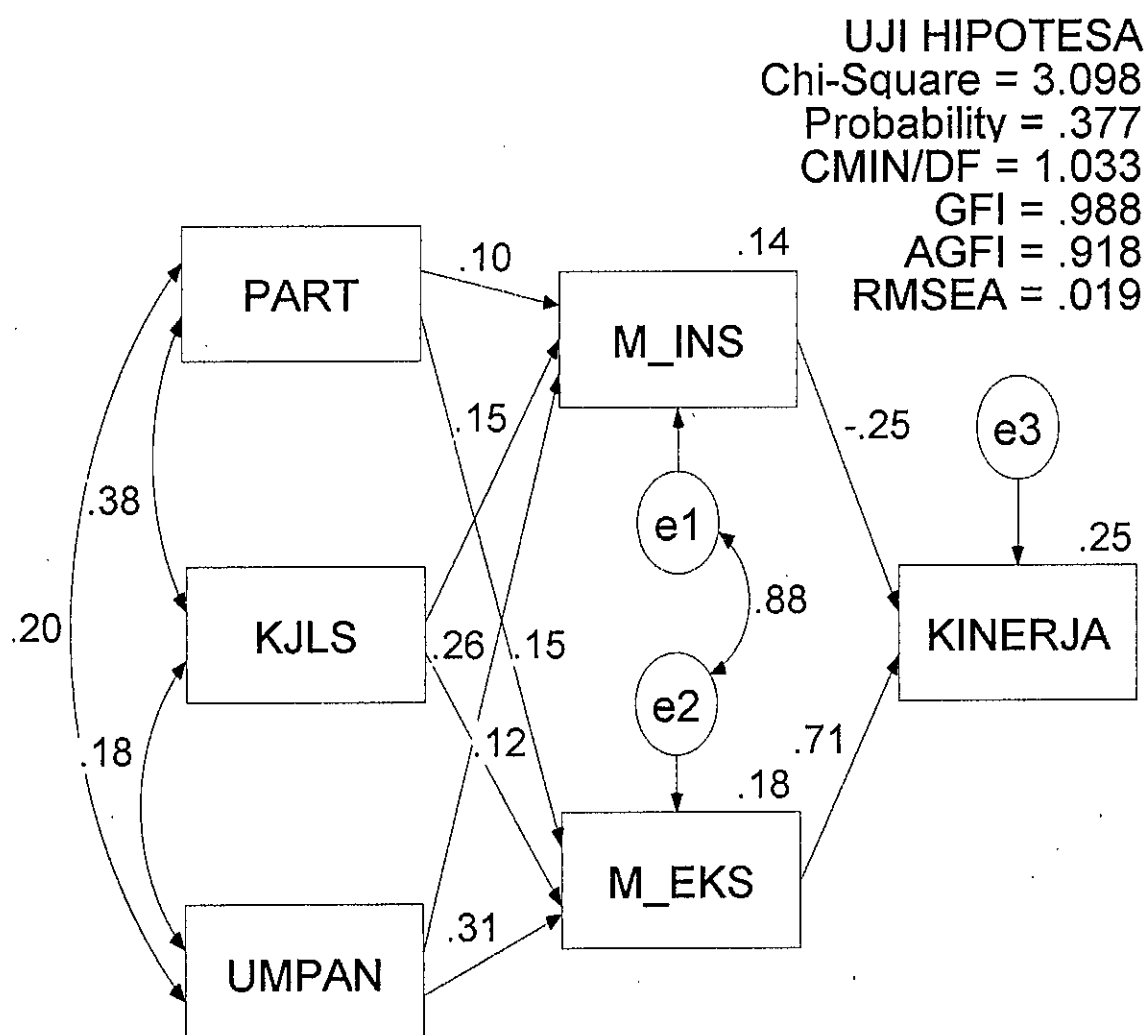 UJI HIPOTESA
Chi-Square = 3.098
Probability = .377
CMIN/DF = 1.033
GFI = .988
AGFI = .918
RMSEA = .019
PART
.10
.14
M_INS
.15
-.25
e3
.38
e1
.25
.20
KJLS
.26
.15
.88
KINERJA
e2
.18
.12
.71
.18
M_EKS
.31
UMPAN